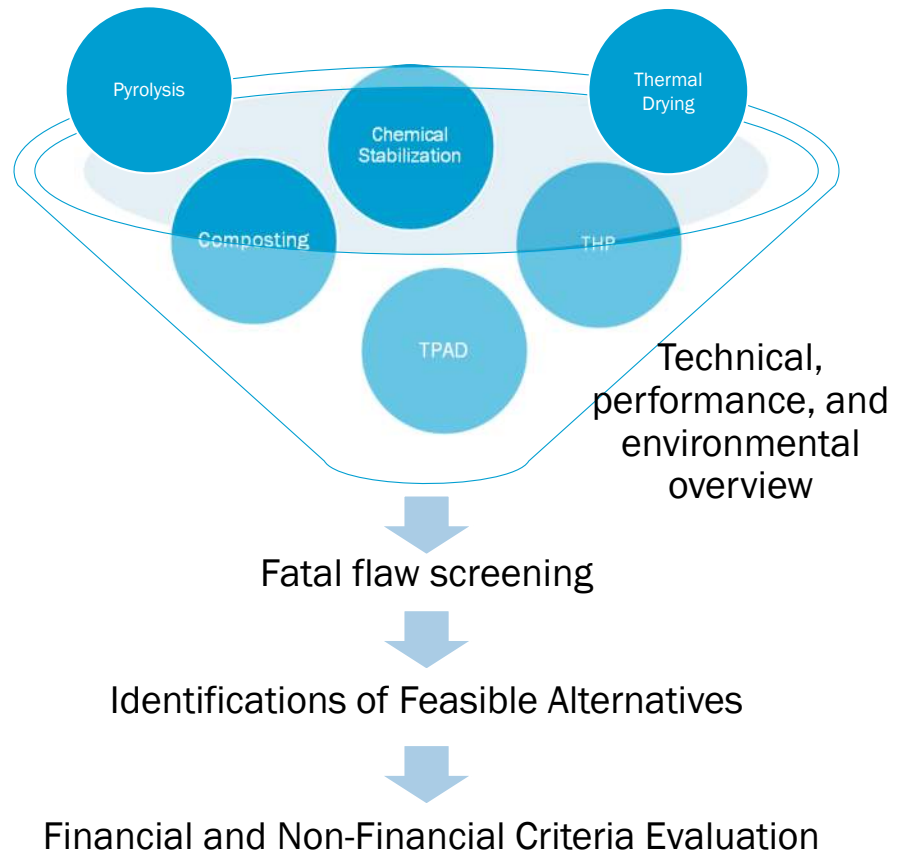 Pyrolysis
Thermal
Drying
Chemical
Stabilization
Composting
THP
TPAD
Technical,
performance, and
environmental
overview
Fatal flaw screening
Identifications of Feasible Alternatives
Financial and Non-Financial Criteria Evaluation